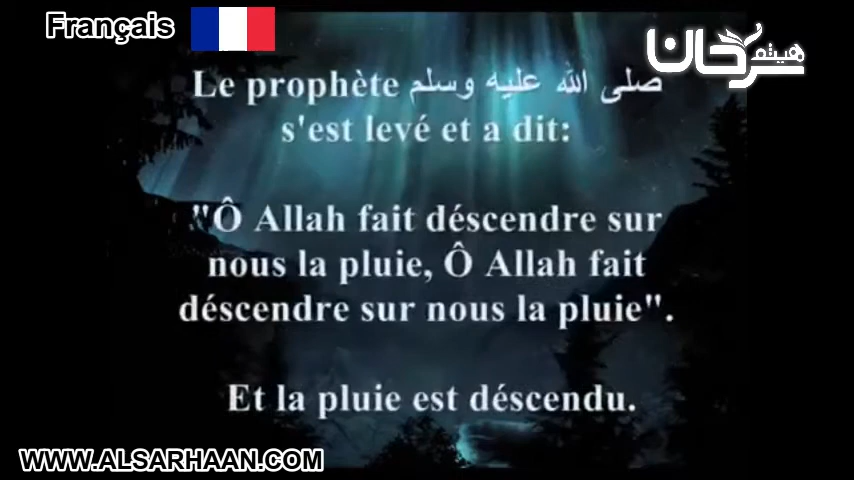 Français
هيثم سرحان
Le prophète صلى الله عليه وسلم
s'est levé et a dit:
"Ô Allah fait déscendre sur
nous la pluie, Ô Allah fait
déscendre sur nous la pluie".
Et la pluie est déscendu.
WWW.ALSARHAAN.COM